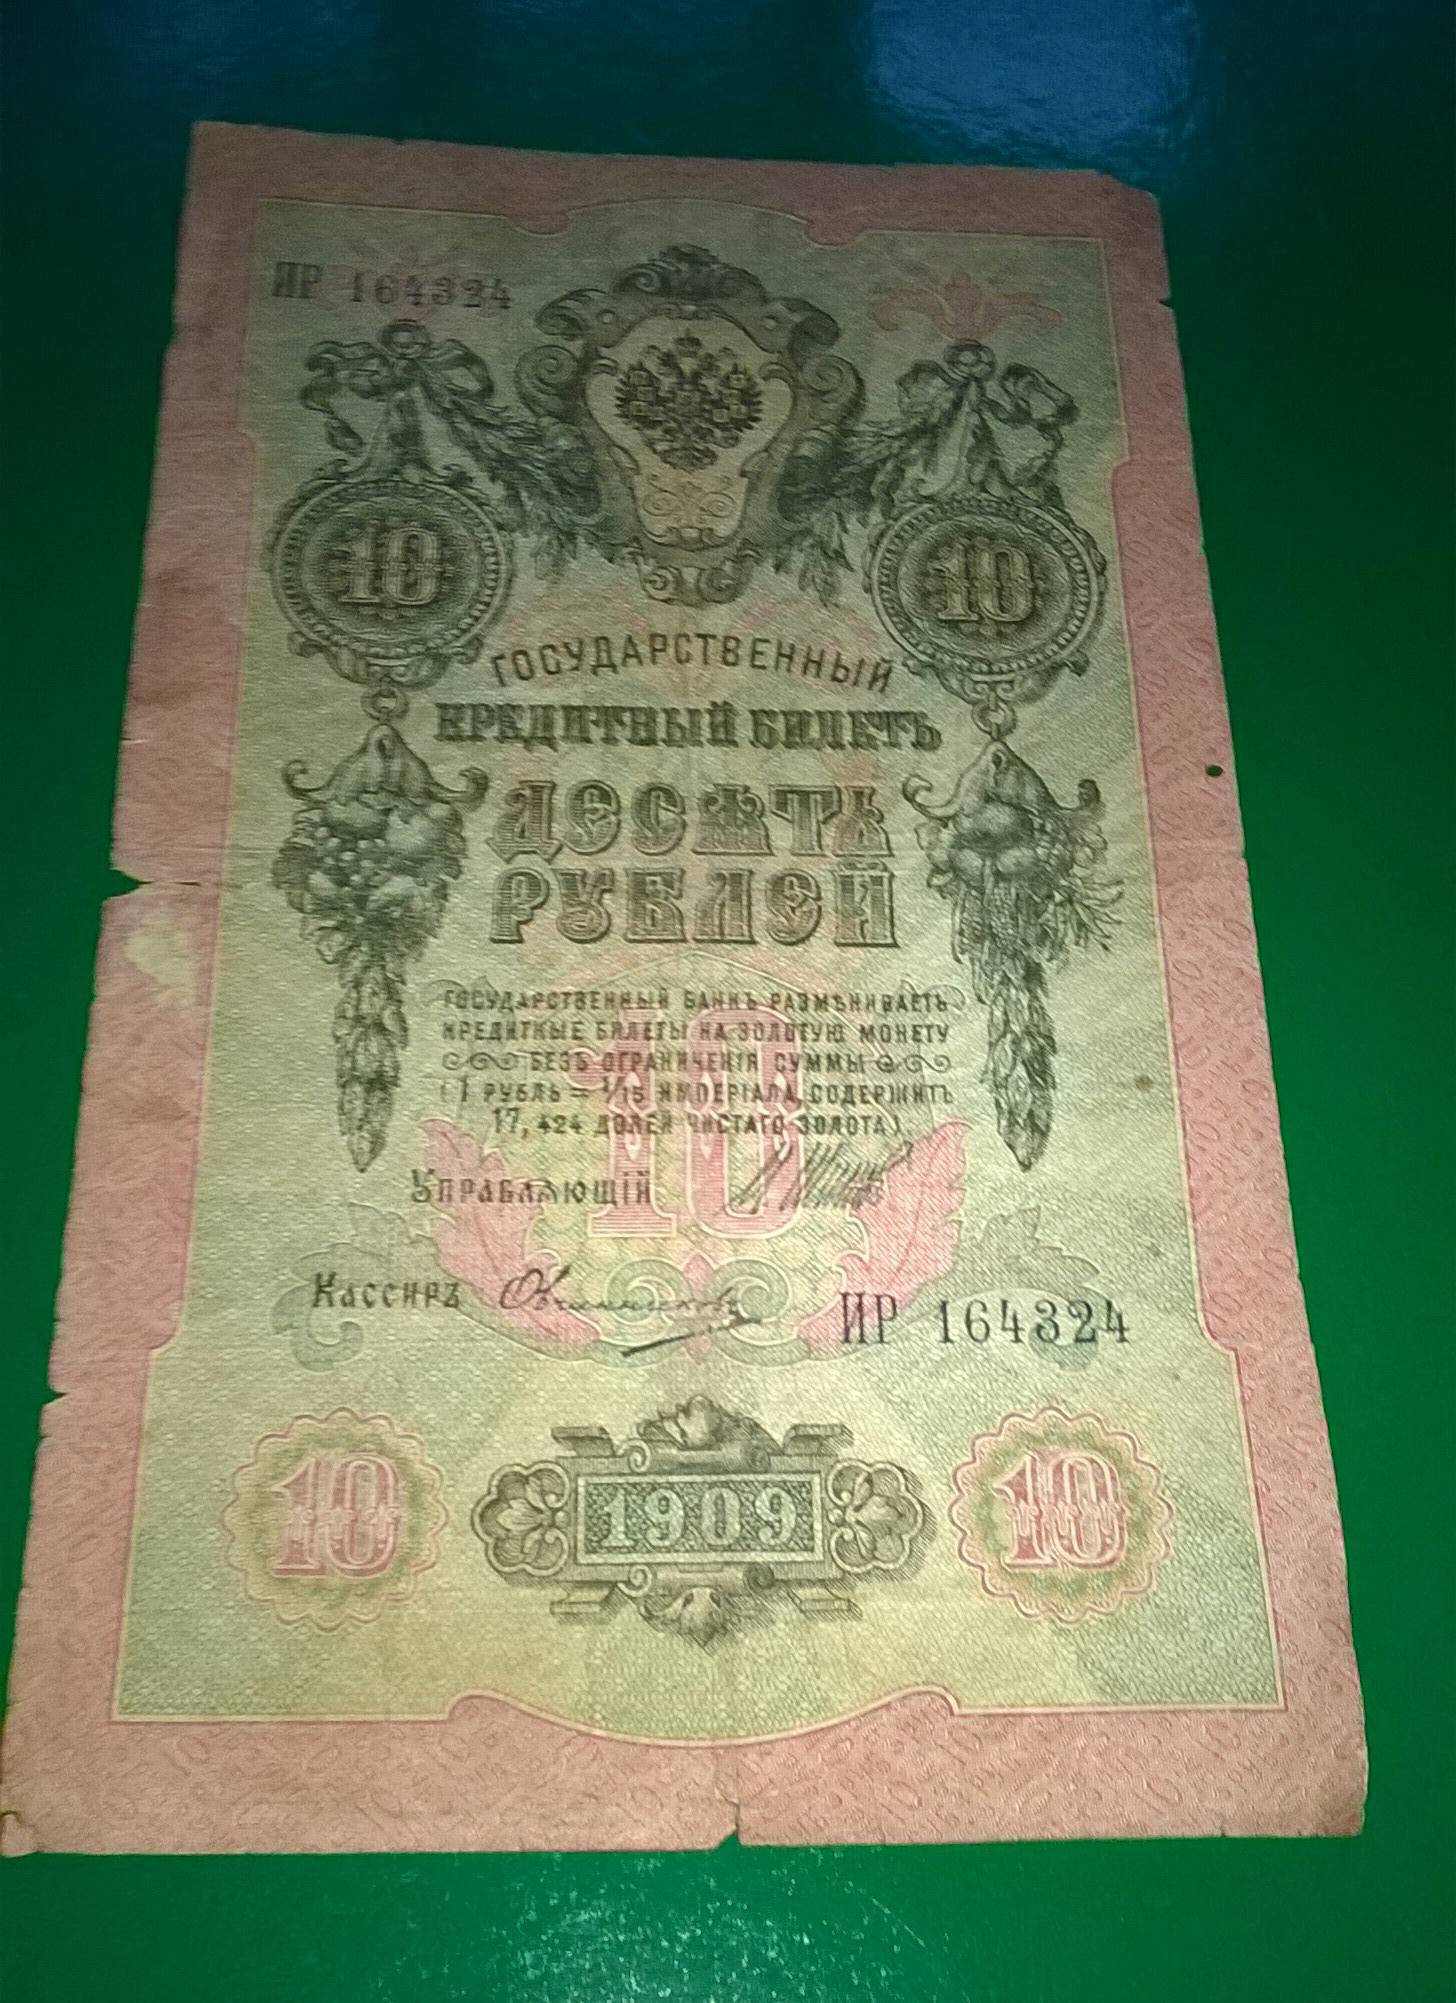 ИР 164324
10 10
ГОСУДАРСТВЕННЫЙ
КРЕДИТНЫЙ БИЛЕТЪ
ДЕСЯТЬ
РУБЛЕЙ
ГОСУДАРСТВЕННЫЙ БАНКЪ РАЗМѢНИВАЕТЪ
КРЕДИТНЫЕ БИЛЕТЫ НА ЗОЛОТУЮ МОНЕТУ
БЕЗЪ ОГРАНИЧЕНІЯ СУММЫ
(1 РУБЛЬ = 1/15 ИМПЕРІАЛА, СОДЕРЖИТЪ
17,424 ДОЛЕЙ ЧИСТАГО ЗОЛОТА).
10
УПРАВЛЯЮЩІЙ
КАССИРЪ Овчинниковъ
ИР 164324
10 1909 10